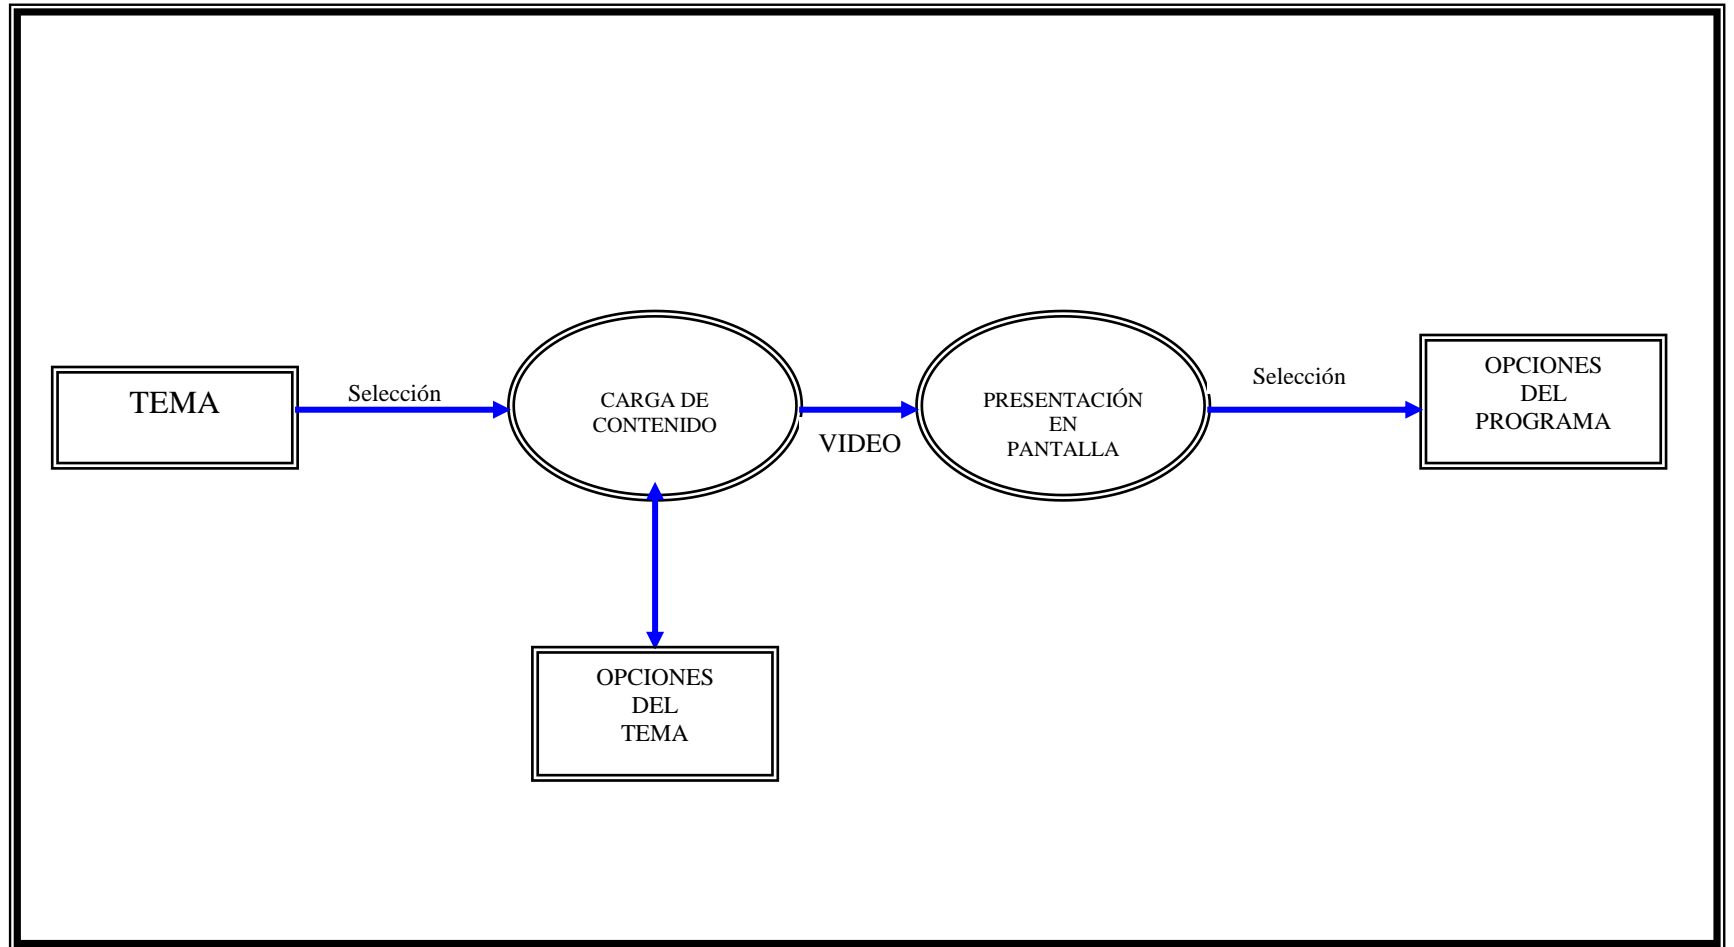 TEMA
Selección
CARGA DE
CONTENIDO
VIDEO
PRESENTACIÓN
EN
PANTALLA
Selección
OPCIONES
DEL
PROGRAMA
OPCIONES
DEL
TEMA